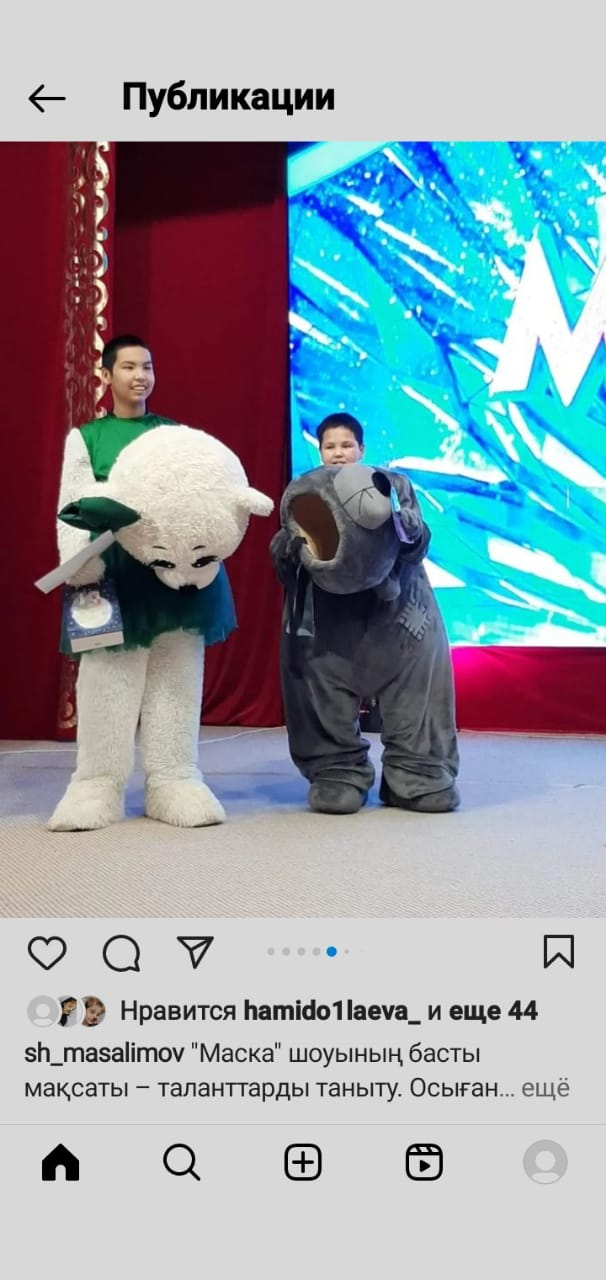 Публикации
М
Нравится hamido1laeva_ и еще 44
sh_masalimov "Маска" шоуының басты
мақсаты – таланттарды таныту. Осыған... ещё